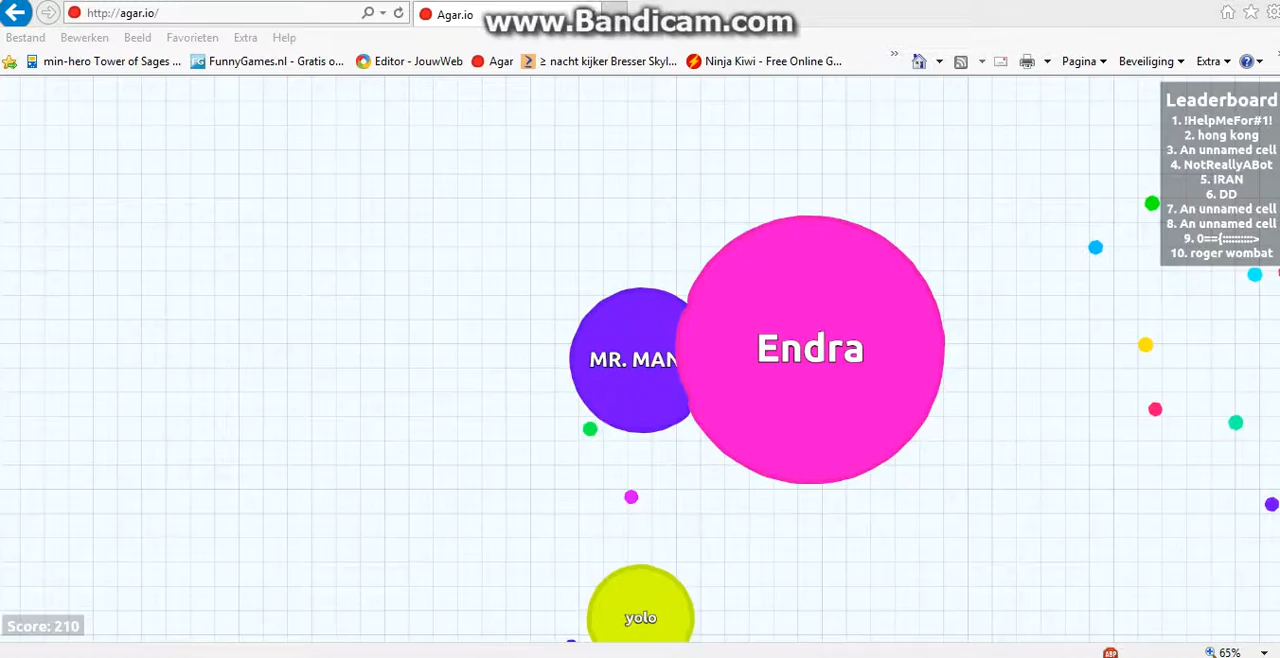 http://agar.io/
Agar.io
www.Bandicam.com
Bestand Bewerken Beeld Favorieten Extra Help
min-hero Tower of Sages ... FunnyGames.nl - Gratis o... Editor - JouwWeb Agar ≥ nacht kijker Bresser Skyl... Ninja Kiwi - Free Online G... » Pagina Beveiliging Extra
Leaderboard
1. !HelpMeFor#1!
2. hong kong
3. An unnamed cell
4. NotReallyABot
5. IRAN
6. DD
7. An unnamed cell
8. An unnamed cell
9. 0=={::::::::::>
10. roger wombat
Endra
MR. MAN
yolo
Score: 210
ABP
65%